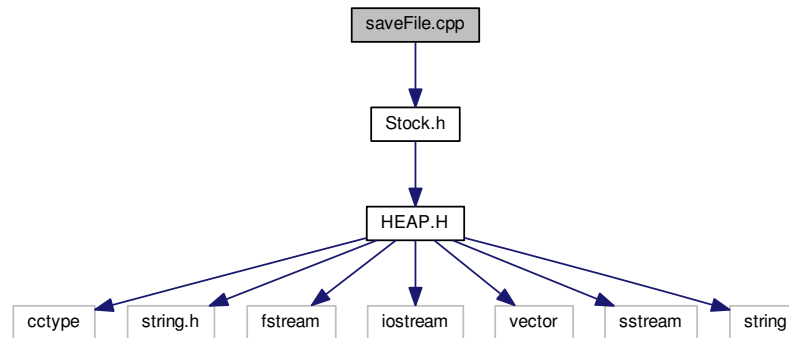 saveFile.cpp
Stock.h
HEAP.H
cctype
string.h
fstream
iostream
vector
sstream
string